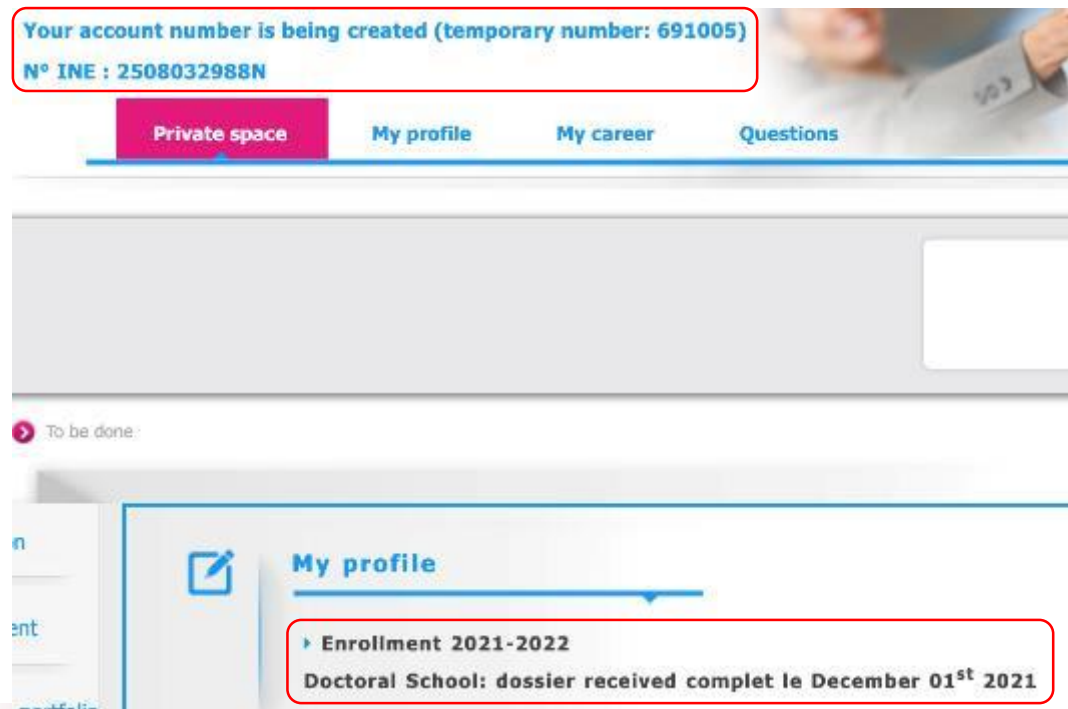 Your account number is being created (temporary number: 691005)
N° INE : 2508032988N
Private space My profile My career Questions
To be done
My profile
Enrollment 2021-2022
Doctoral School: dossier received complet le December 01st 2021